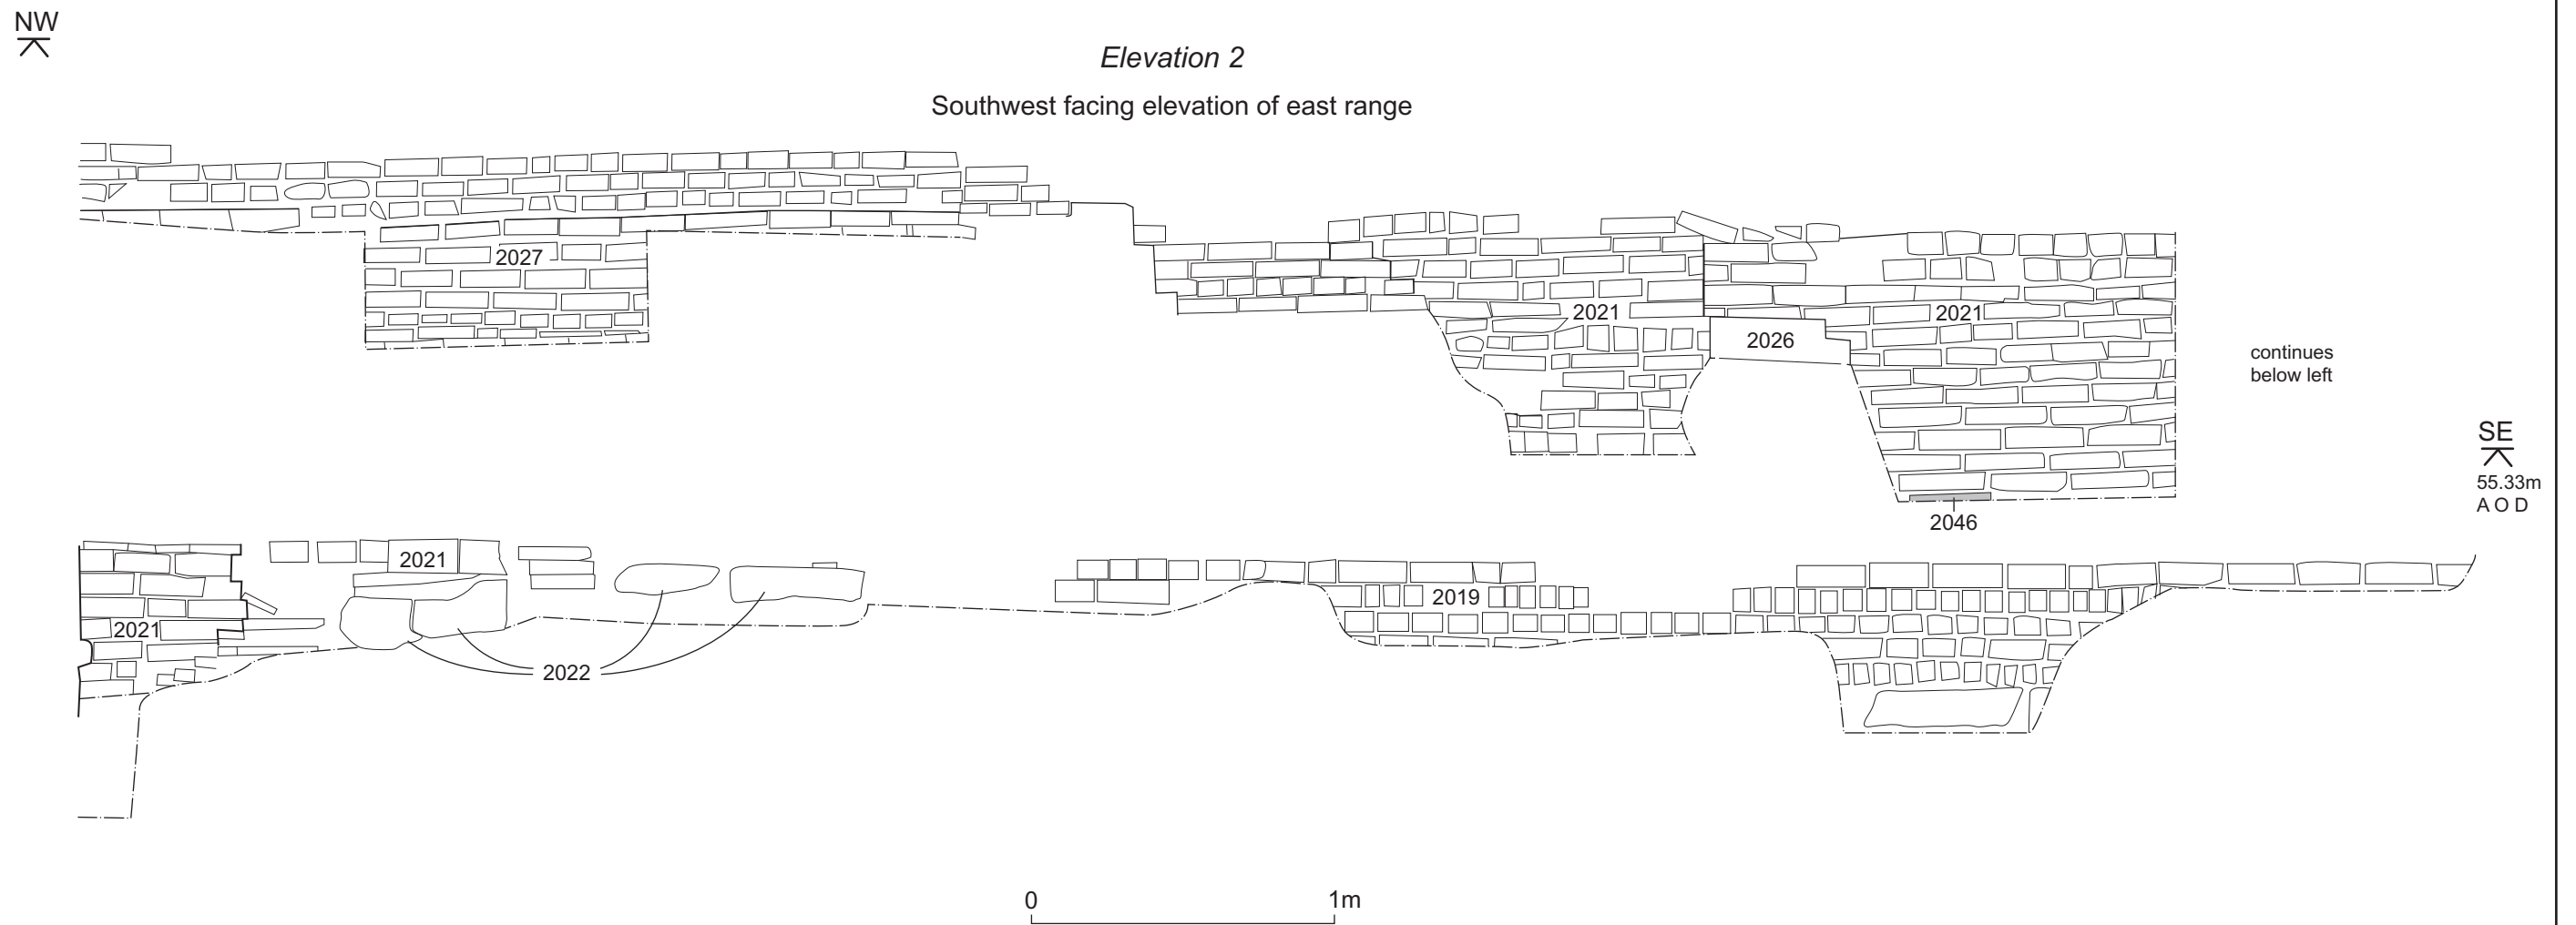 NW
Elevation 2
Southwest facing elevation of east range
2027
2021
2021
2026
continues
below left
SE
55.33m
A O D
2046
2021
2019
2021
2022
0 1m